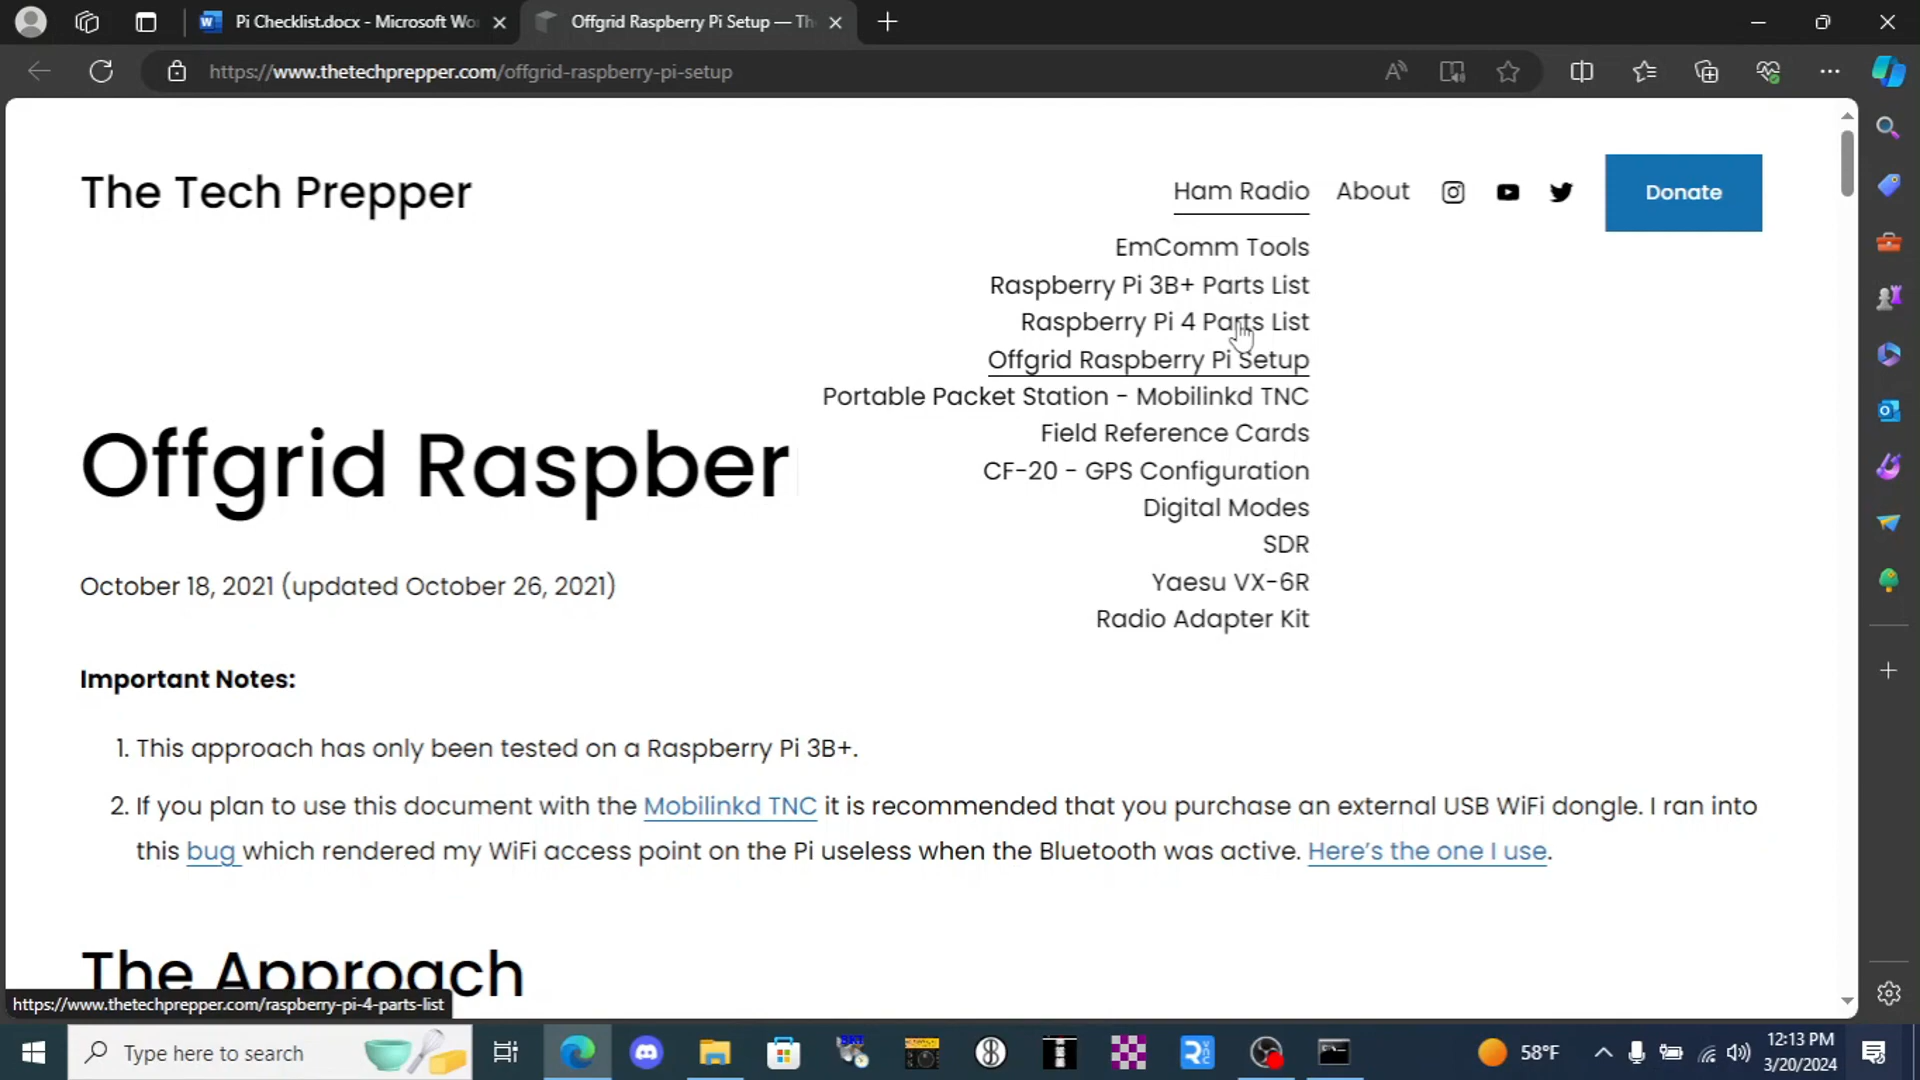 Pi Checklist.docx - Microsoft Wo
Offgrid Raspberry Pi Setup — Th
https://www.thetechprepper.com/offgrid-raspberry-pi-setup
The Tech Prepper
Ham Radio
About
Donate
EmComm Tools
Raspberry Pi 3B+ Parts List
Raspberry Pi 4 Parts List
Offgrid Raspberry Pi Setup
Portable Packet Station - Mobilinkd TNC
Field Reference Cards
CF-20 - GPS Configuration
Digital Modes
SDR
Yaesu VX-6R
Radio Adapter Kit
Offgrid Raspber
October 18, 2021 (updated October 26, 2021)
Important Notes:
1. This approach has only been tested on a Raspberry Pi 3B+.
2. If you plan to use this document with the Mobilinkd TNC it is recommended that you purchase an external USB WiFi dongle. I ran into
this bug which rendered my WiFi access point on the Pi useless when the Bluetooth was active. Here's the one I use.
The Approach
https://www.thetechprepper.com/raspberry-pi-4-parts-list
Type here to search
58°F
12:13 PM
3/20/2024